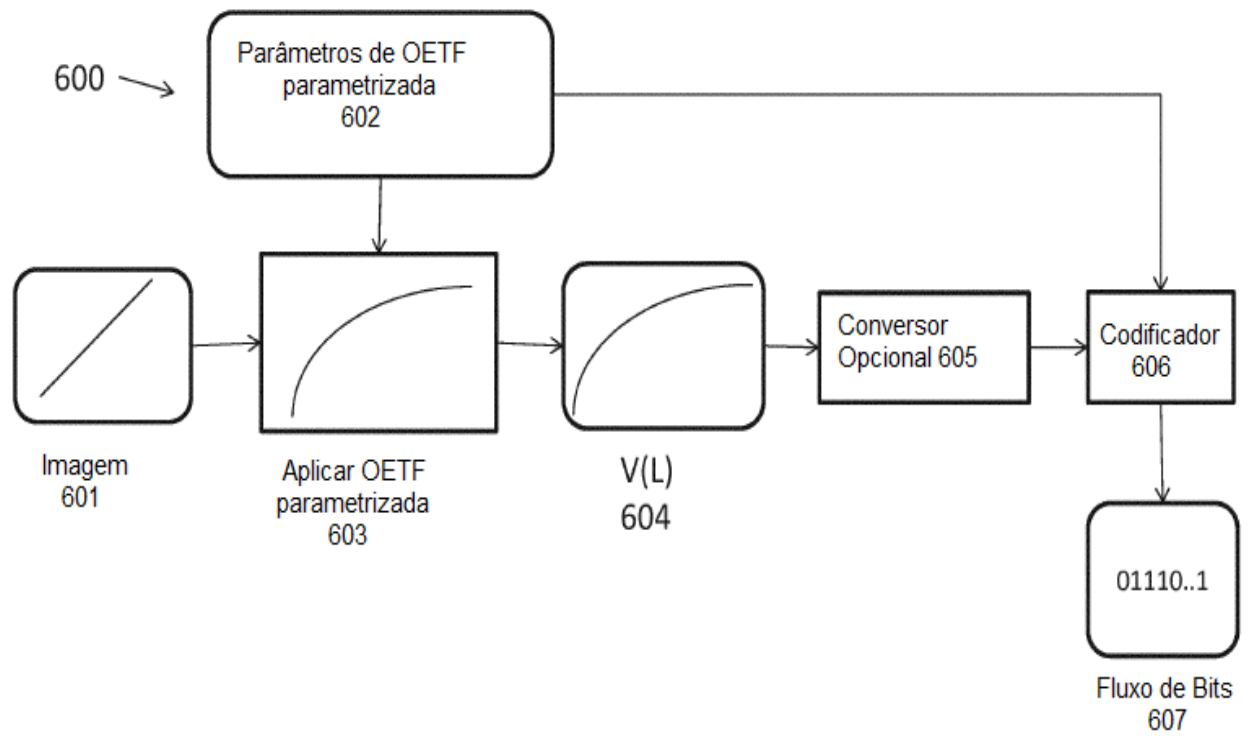 600
Parâmetros de OETF
parametrizada
602
Imagem
601
Aplicar OETF
parametrizada
603
V(L)
604
Conversor
Opcional 605
Codificador
606
01110..1
Fluxo de Bits
607